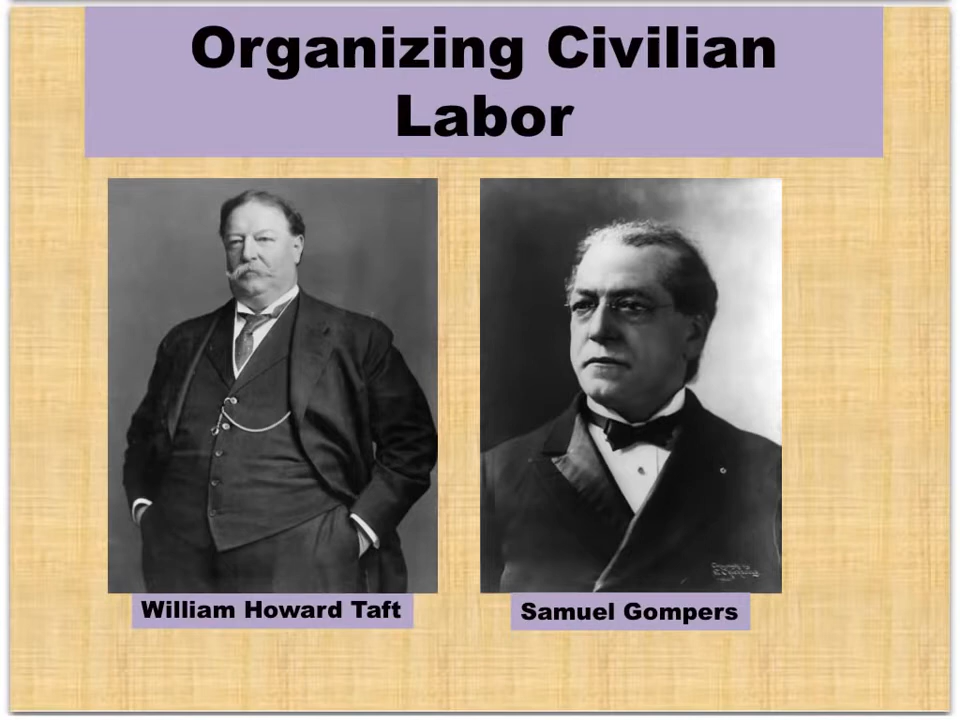 Organizing Civilian
Labor
William Howard Taft
Samuel Gompers